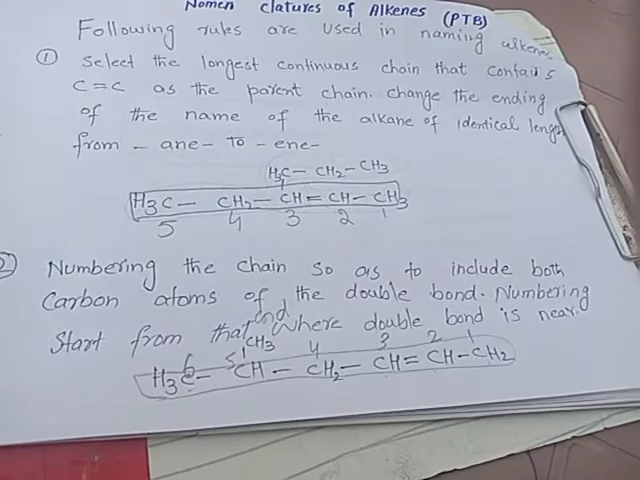 Nomen clatures of Alkenes (PTB)
Following rules are used in naming alkenes
① Select the longest continuous chain that contais
C=C as the parent chain. Change the ending
of the name of the alkane of identical lengt
from - ane - To - ene-
H3C - CH2 - CH3
H3C - CH2 - CH = CH - CH3
5 4 3 2 1
② Numbering the chain so as to include both
Carbon atoms of the double bond. Numbering
Start from that end where double bond is near.
CH3
6 5 4 3 2 1
H3C - CH - CH2 - CH = CH - CH2